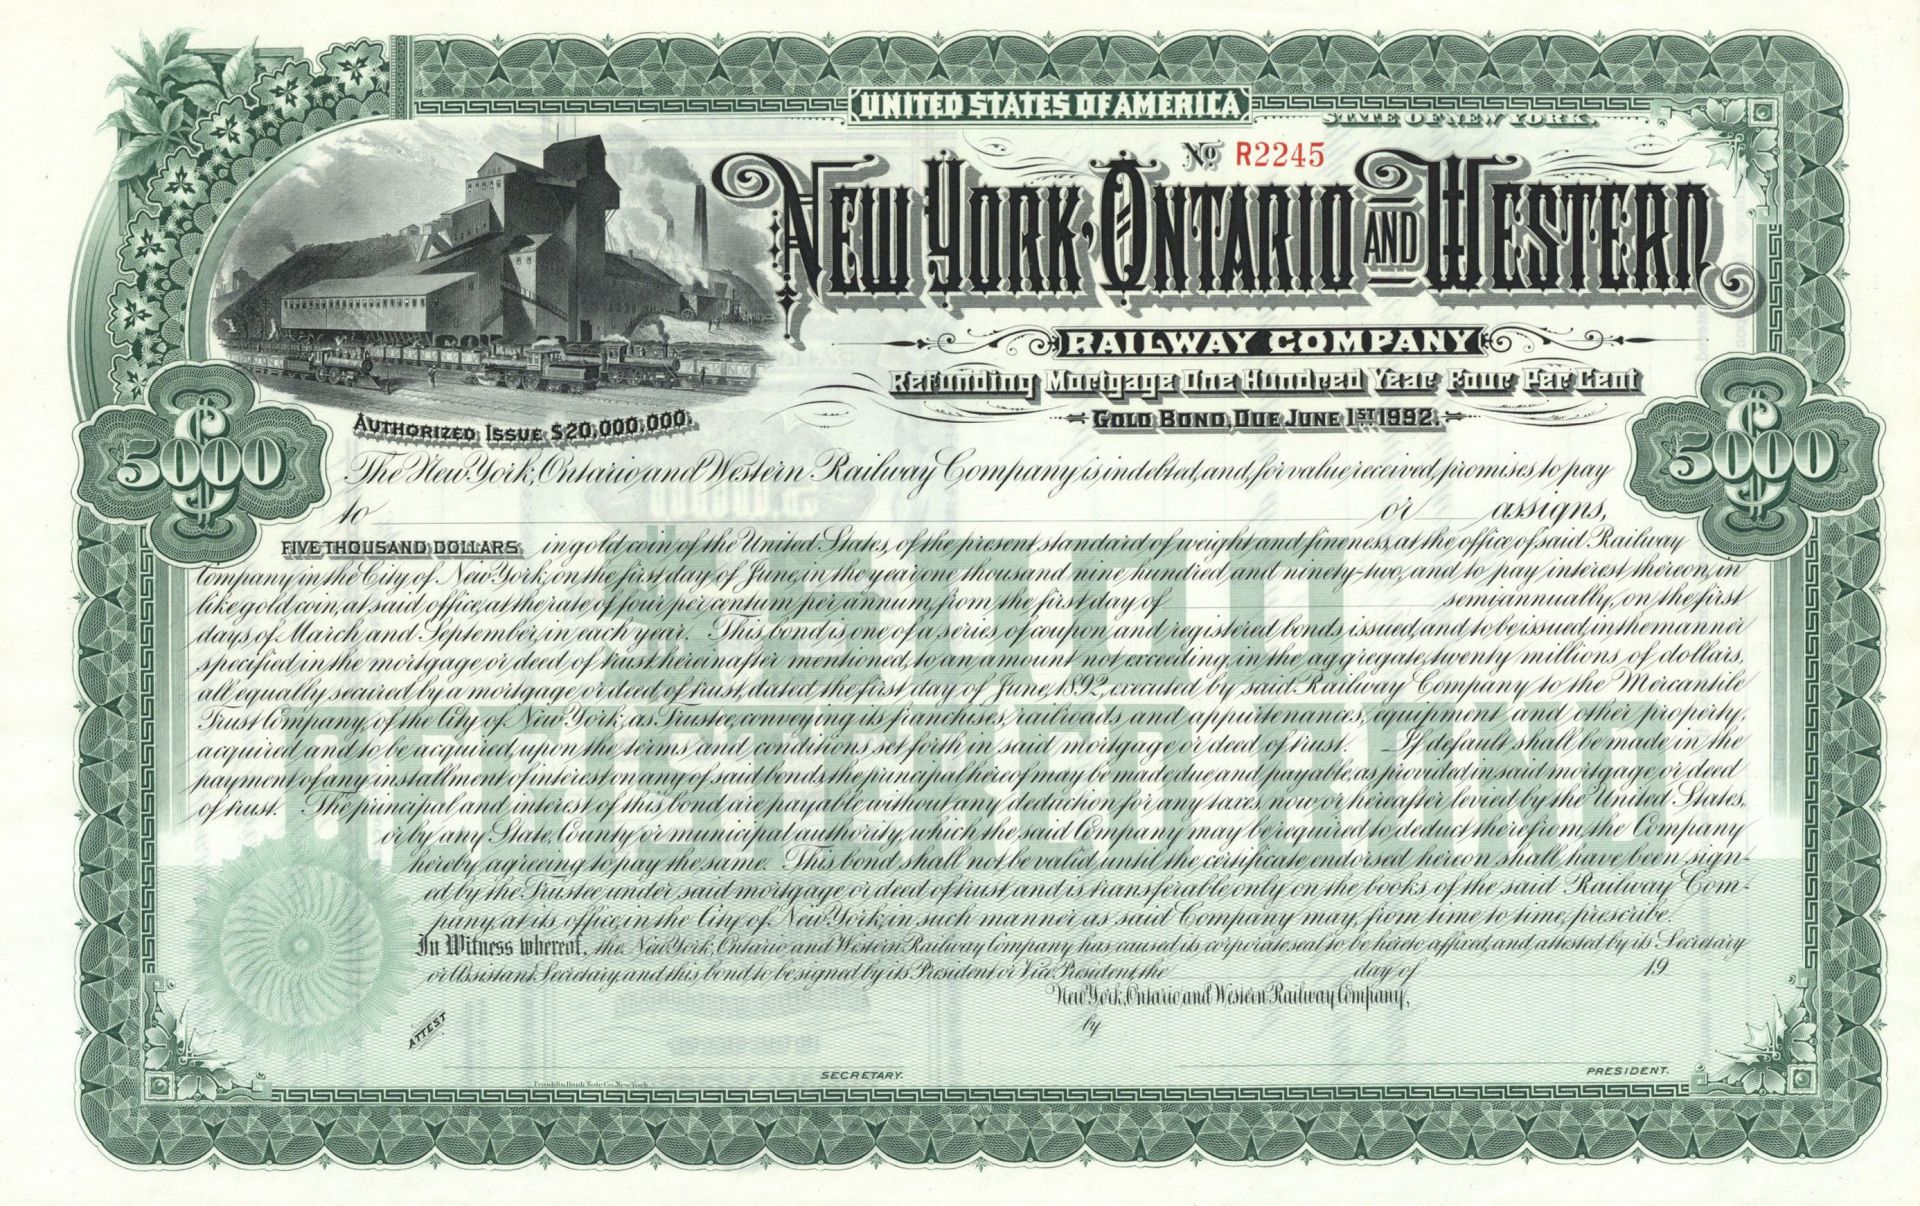 UNITED STATES OF AMERICA
STATE OF NEW YORK.
No R2245
NEW YORK, ONTARIO AND WESTERN
RAILWAY COMPANY
Refunding Mortgage One Hundred Year Four Per Cent
GOLD BOND, DUE JUNE 1ST 1992.
AUTHORIZED ISSUE $20,000,000.
$5000
$5000
The New York, Ontario and Western Railway Company is indebted, and, for value received, promises to pay
to or assigns,
FIVE THOUSAND DOLLARS in gold coin of the United States, of the present standard of weight and fineness, at the office of said Railway
Company, in the City of New York, on the first day of June, in the year one thousand nine hundred and ninety-two, and to pay interest thereon, in
like gold coin, at said office, at the rate of four per centum per annum, from the first day of semiannually, on the first
days of March and September, in each year. This bond is one of a series of coupon and registered bonds issued, and to be issued, in the manner
specified in the mortgage or deed of trust hereinafter mentioned, to an amount not exceeding, in the aggregate, twenty millions of dollars,
all equally secured by a mortgage or deed of trust, dated the first day of June, 1892, executed by said Railway Company to the Mercantile
Trust Company, of the City of New York, as Trustee, conveying its franchises, railroads and appurtenances, equipment and other property,
acquired and to be acquired, upon the terms and conditions set forth in said mortgage or deed of trust. If default shall be made in the
payment of any installment of interest on any of said bonds, the principal hereof may be made due and payable, as provided in said mortgage or deed
of trust. The principal and interest of this bond are payable without any deduction for any taxes, now or hereafter levied by the United States,
or by any State, County or municipal authority, which the said Company may be required to deduct therefrom, the Company
hereby agreeing to pay the same. This bond shall not be valid until the certificate endorsed hereon shall have been sign-
ed by the Trustee under said mortgage or deed of trust and is transferable only on the books of the said Railway Com-
pany, at its office, in the City of New York, in such manner as said Company may, from time to time, prescribe.
In Witness whereof, the New York, Ontario and Western Railway Company has caused its corporate seal to be hereto affixed, and attested by its Secretary
or Assistant Secretary, and this bond to be signed by its President or Vice President, the day of 19
New York, Ontario and Western Railway Company,
by
ATTEST
SECRETARY.
PRESIDENT.
Franklin Bank Note Co. New York.
$5,000
REGISTERED BOND